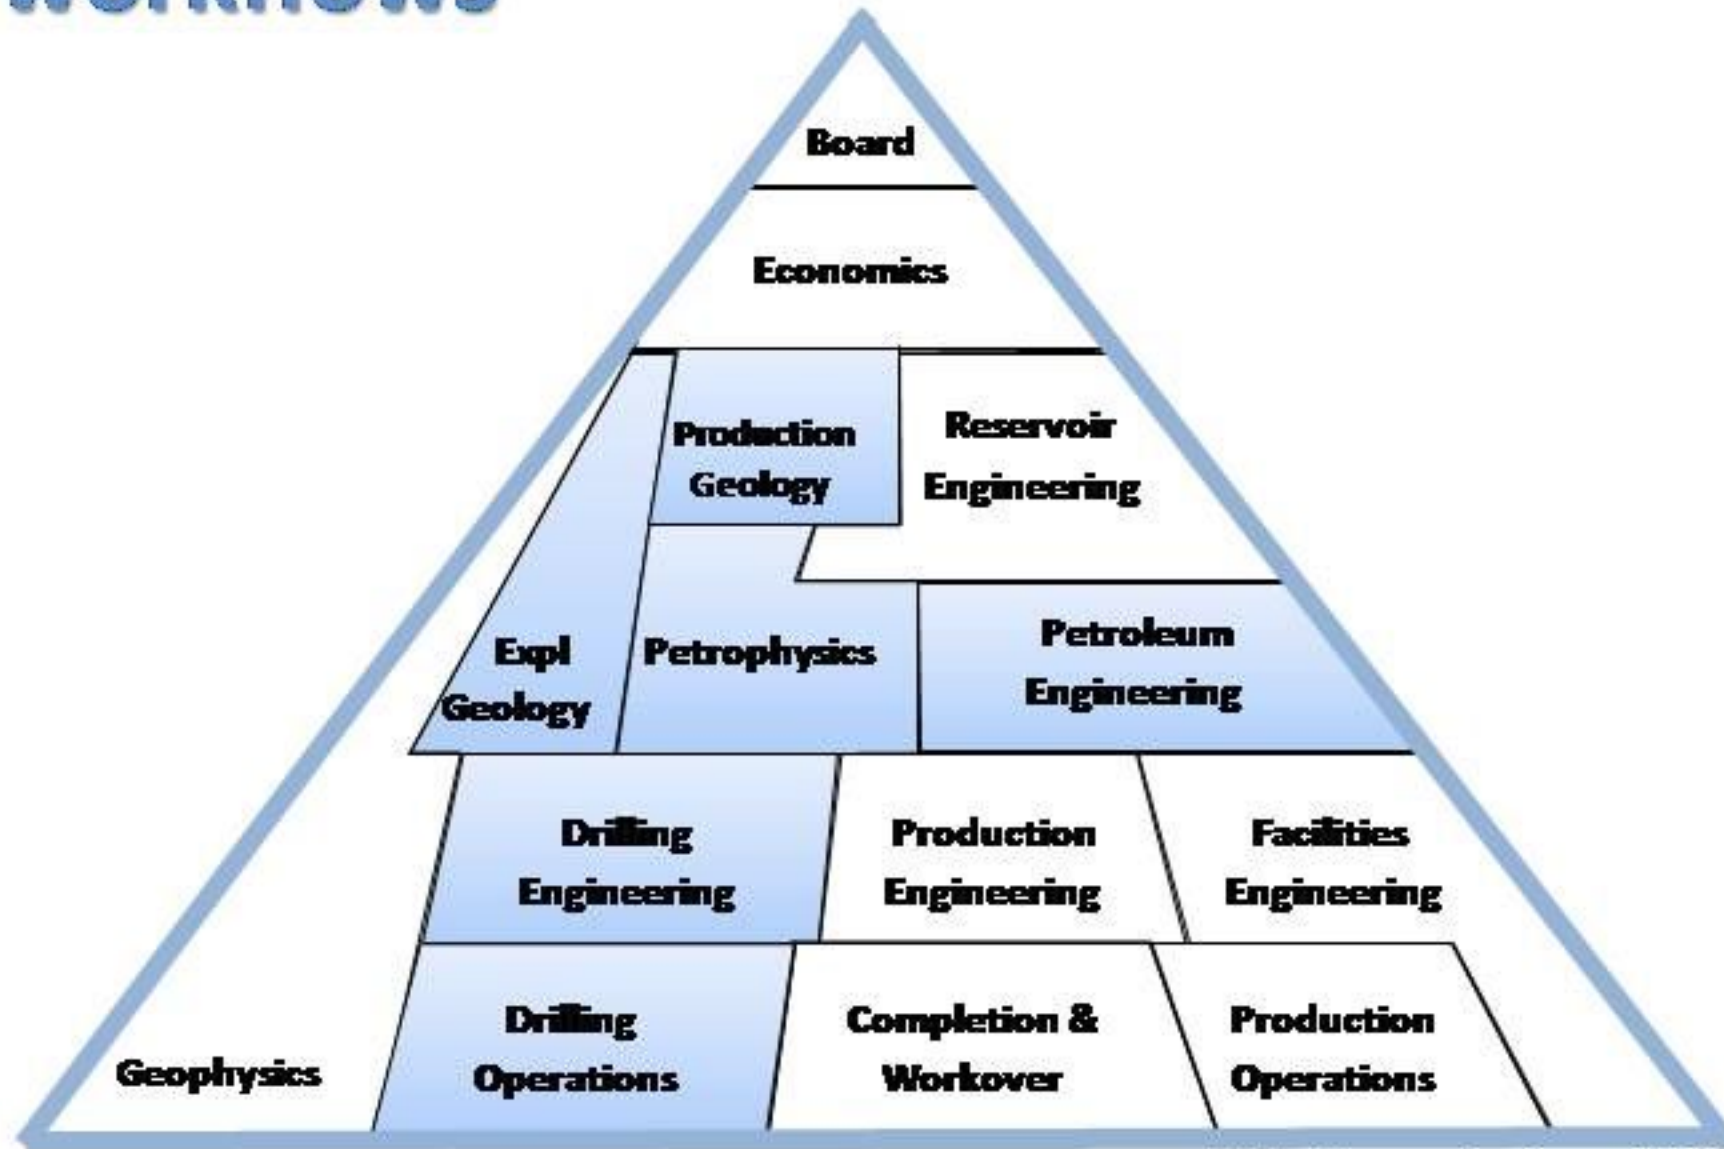 workflows
Board
Economics
Production
Geology
Reservoir
Engineering
Expl
Geology
Petrophysics
Petroleum
Engineering
Drilling
Engineering
Production
Engineering
Facilities
Engineering
Geophysics
Drilling
Operations
Completion &
Workover
Production
Operations